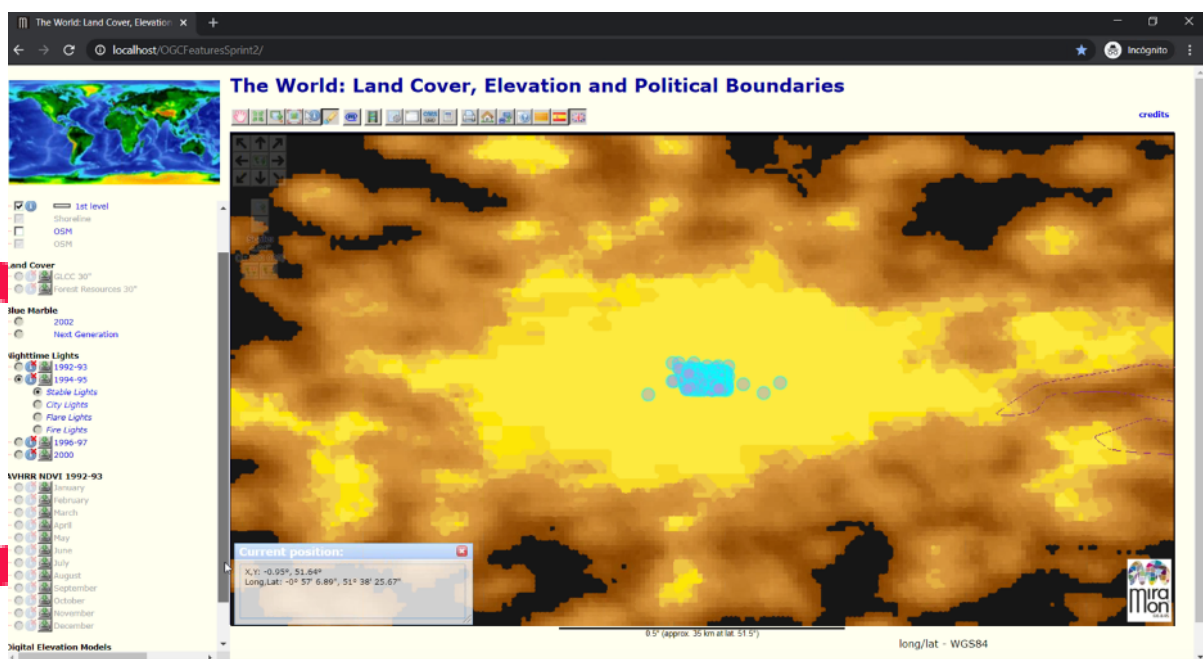 The World: Land Cover, Elevation
localhost/OGCFeaturesSprint2/
Incógnito
The World: Land Cover, Elevation and Political Boundaries
credits
1st level
Shoreline
OSM
OSM
Land Cover
GLCC 30"
Forest Resources 30"
Blue Marble
2002
Next Generation
Nighttime Lights
1992-93
1994-95
Stable Lights
City Lights
Flare Lights
Fire Lights
1996-97
2000
AVHRR NDVI 1992-93
January
February
March
April
May
June
July
August
September
October
November
December
Digital Elevation Models
Current position:
X,Y: -0.95º, 51.64º
Long,Lat: -0º 57' 6.89", 51º 38' 25.67"
Mira
Mon
0.5° (approx. 35 km at lat. 51.5°)
long/lat - WGS84